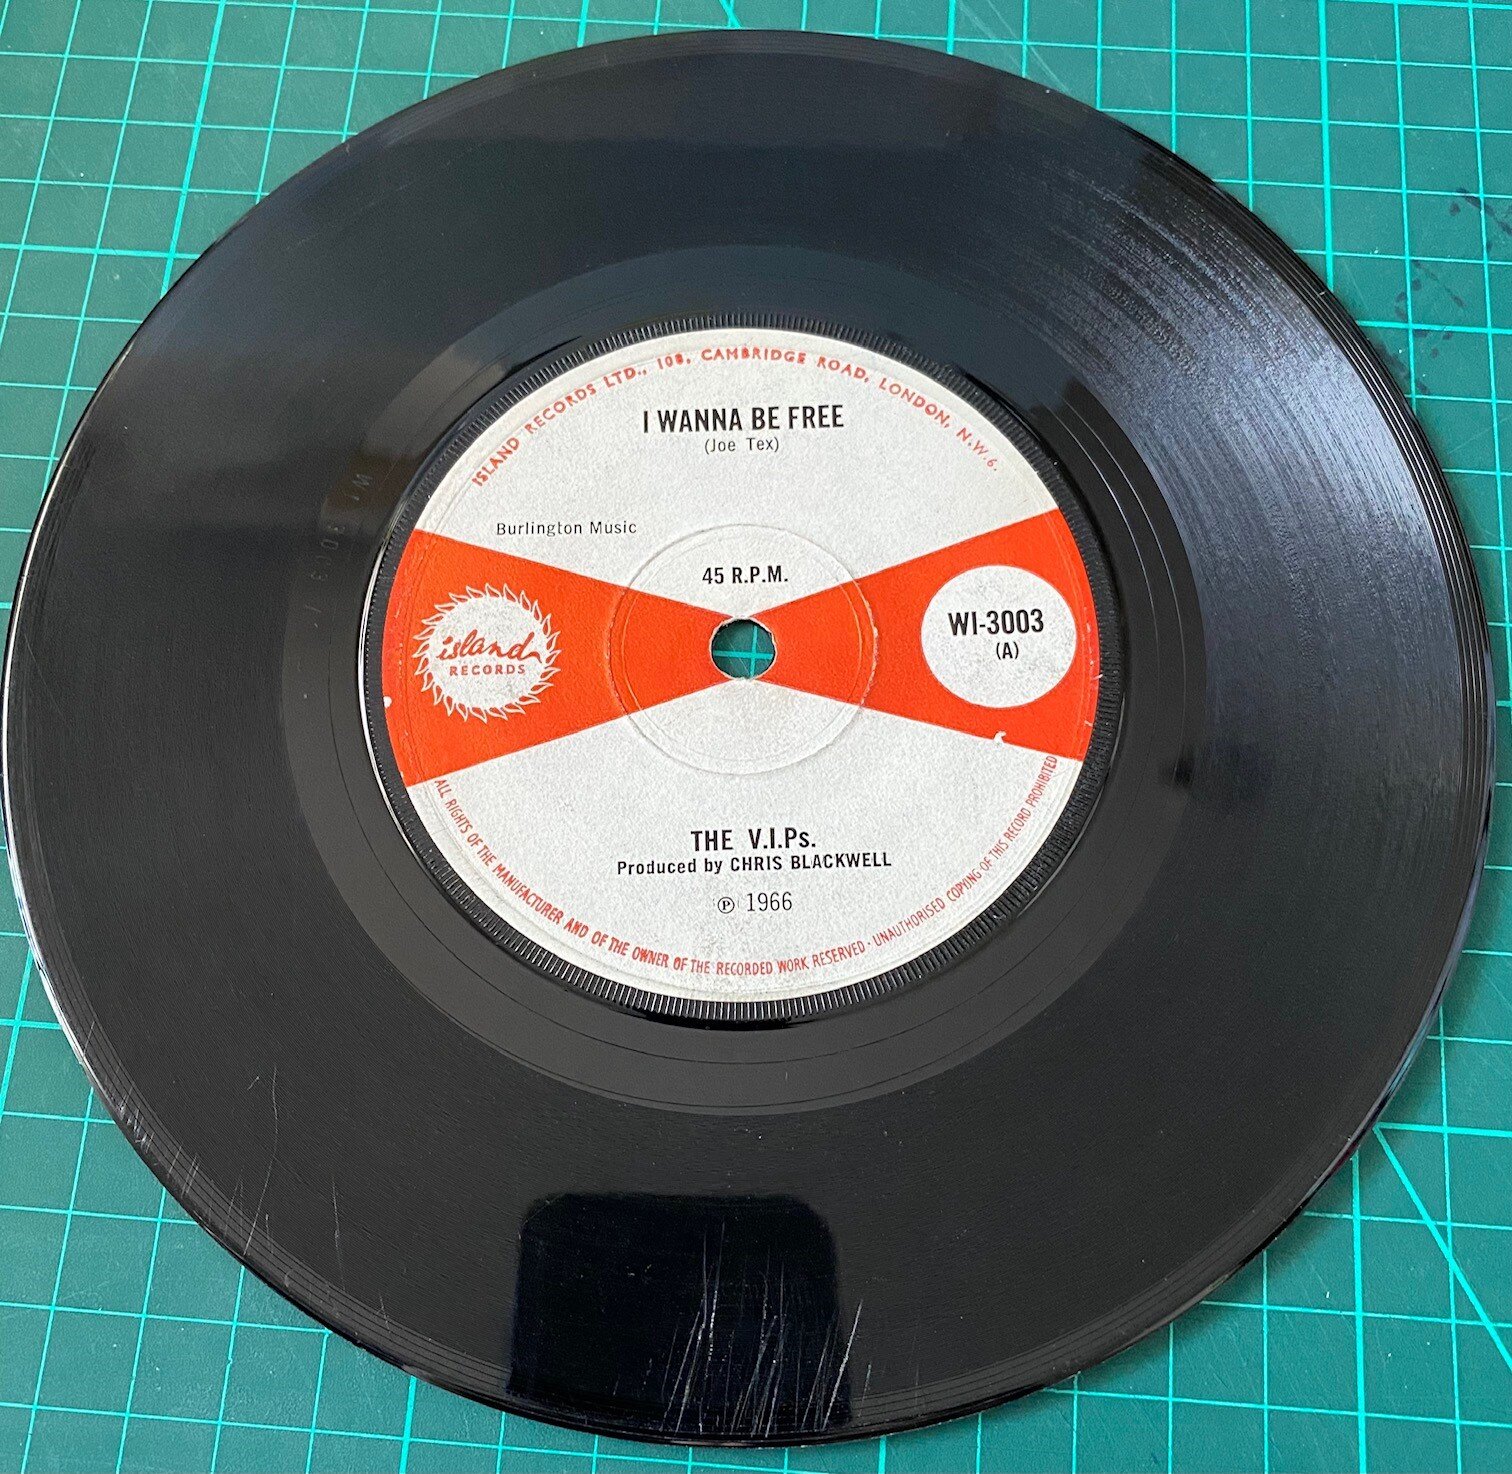 ISLAND RECORDS LTD., 108, CAMBRIDGE ROAD, LONDON, N.W.6.
I WANNA BE FREE
(Joe Tex)
Burlington Music
45 R.P.M.
island
RECORDS
WI-3003
(A)
THE V.I.Ps.
Produced by CHRIS BLACKWELL
℗ 1966
ALL RIGHTS OF THE MANUFACTURER AND OF THE OWNER OF THE RECORDED WORK RESERVED · UNAUTHORISED COPYING OF THIS RECORD PROHIBITED